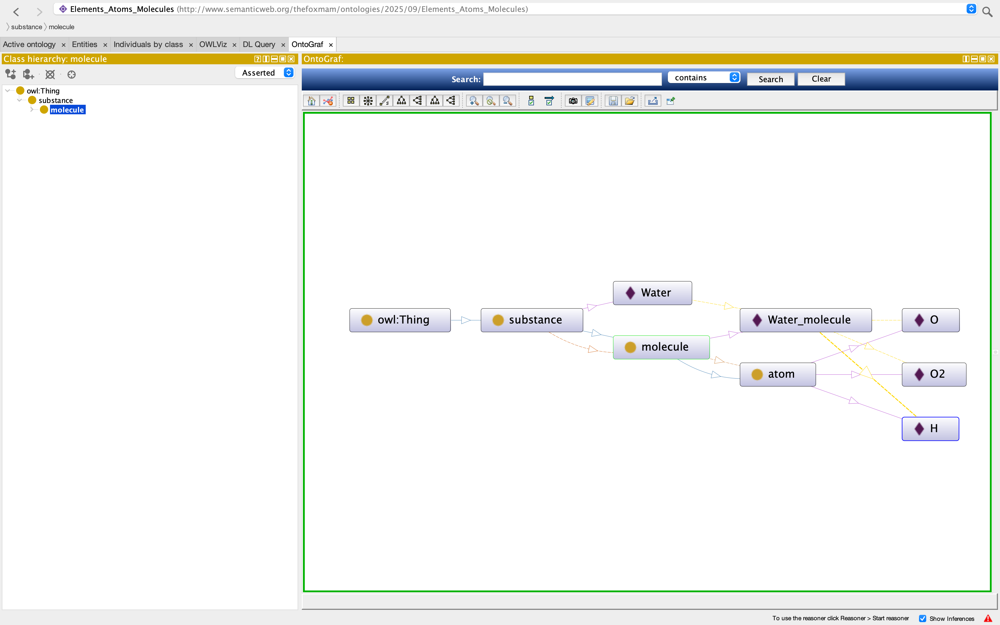 Elements_Atoms_Molecules (http://www.semanticweb.org/thefoxmam/ontologies/2025/09/Elements_Atoms_Molecules)
substance molecule
Active ontology × Entities × Individuals by class × OWLViz × DL Query × OntoGraf ×
Class hierarchy: molecule
Asserted
owl:Thing
substance
molecule
OntoGraf:
Search: contains Search Clear
Water
owl:Thing substance Water_molecule O
molecule
atom O2
H
To use the reasoner click Reasoner > Start reasoner Show Inferences